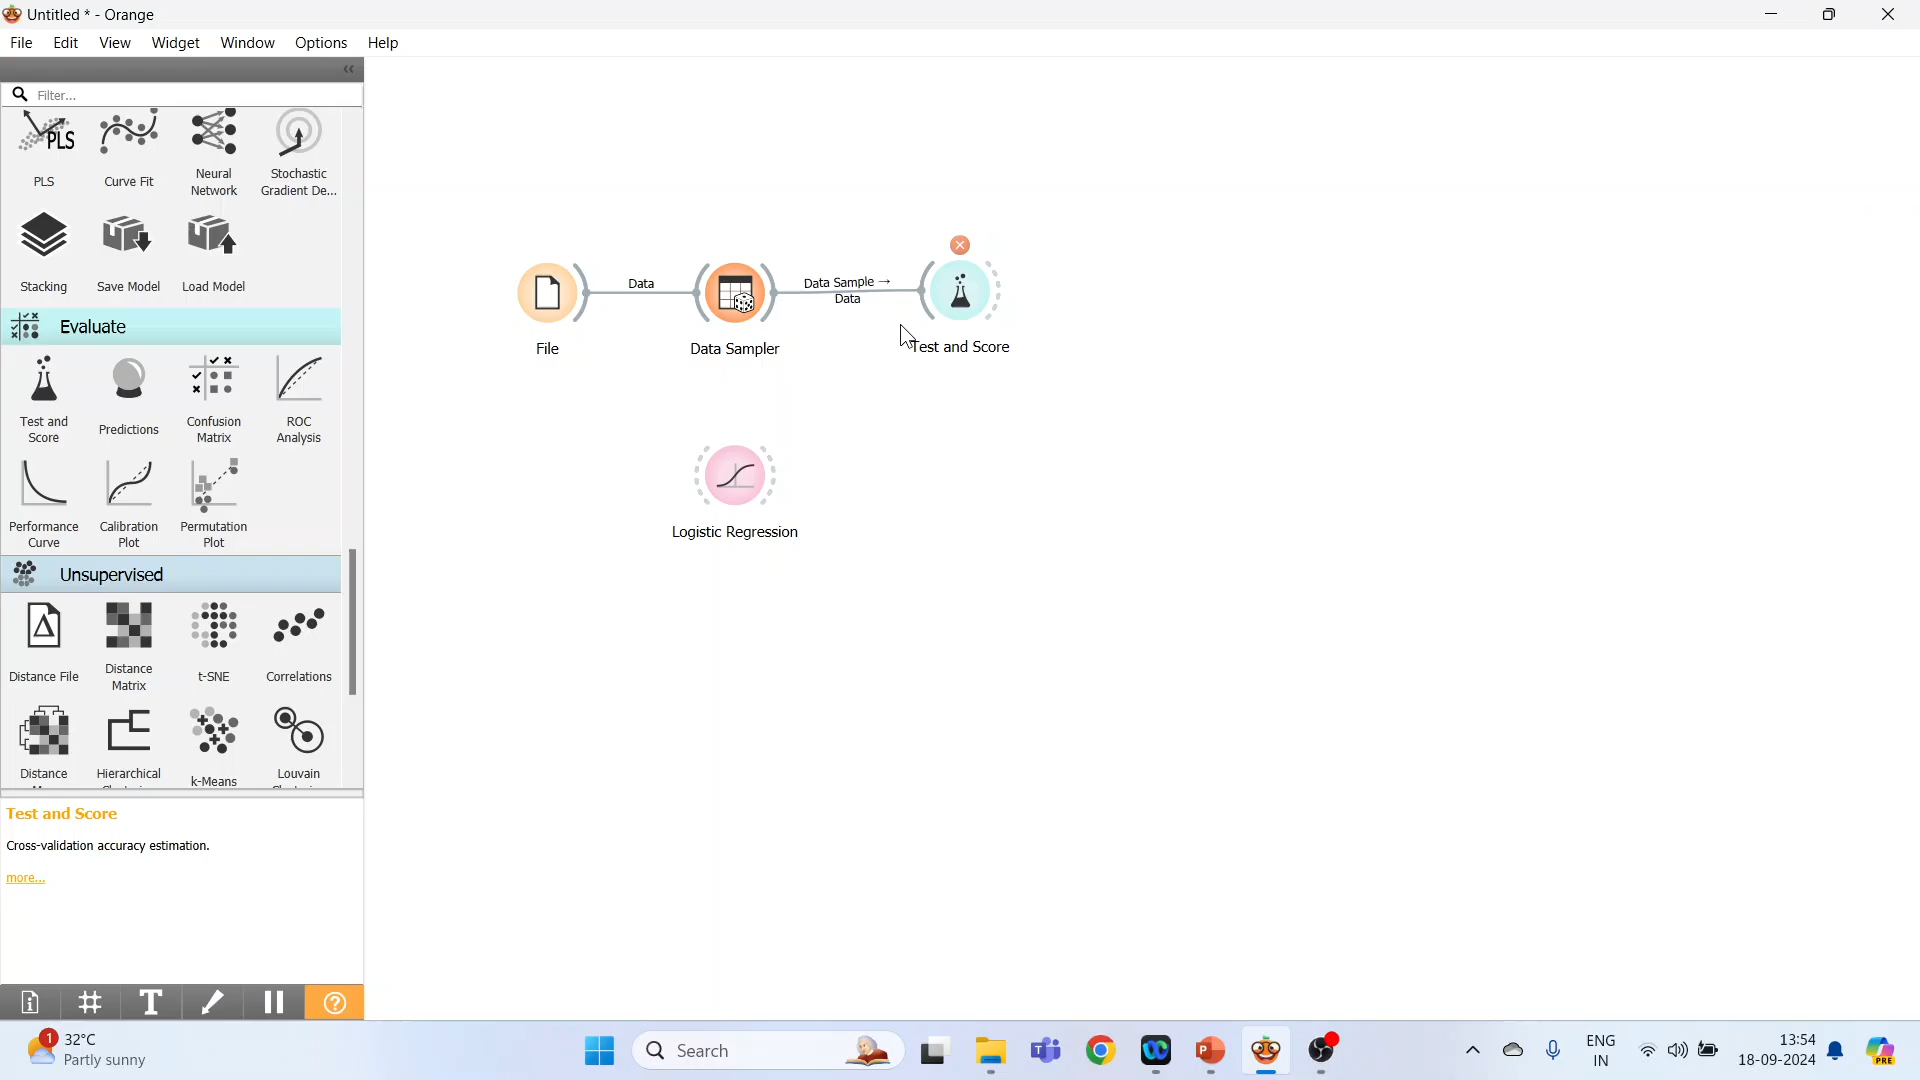 Untitled * - Orange
File Edit View Widget Window Options Help
Filter...
PLS
PLS Curve Fit Neural Network Stochastic Gradient De...
Stacking Save Model Load Model
Evaluate
Test and Score Predictions Confusion Matrix ROC Analysis
Performance Curve Calibration Plot Permutation Plot
Unsupervised
Distance File Distance Matrix t-SNE Correlations
Distance Hierarchical k-Means Louvain
Test and Score
Cross-validation accuracy estimation.
more...
Data
Data Sample →
Data
File
Data Sampler
Test and Score
Logistic Regression
1
32°C
Partly sunny
Search
ENG
IN
13:54
18-09-2024
PRE